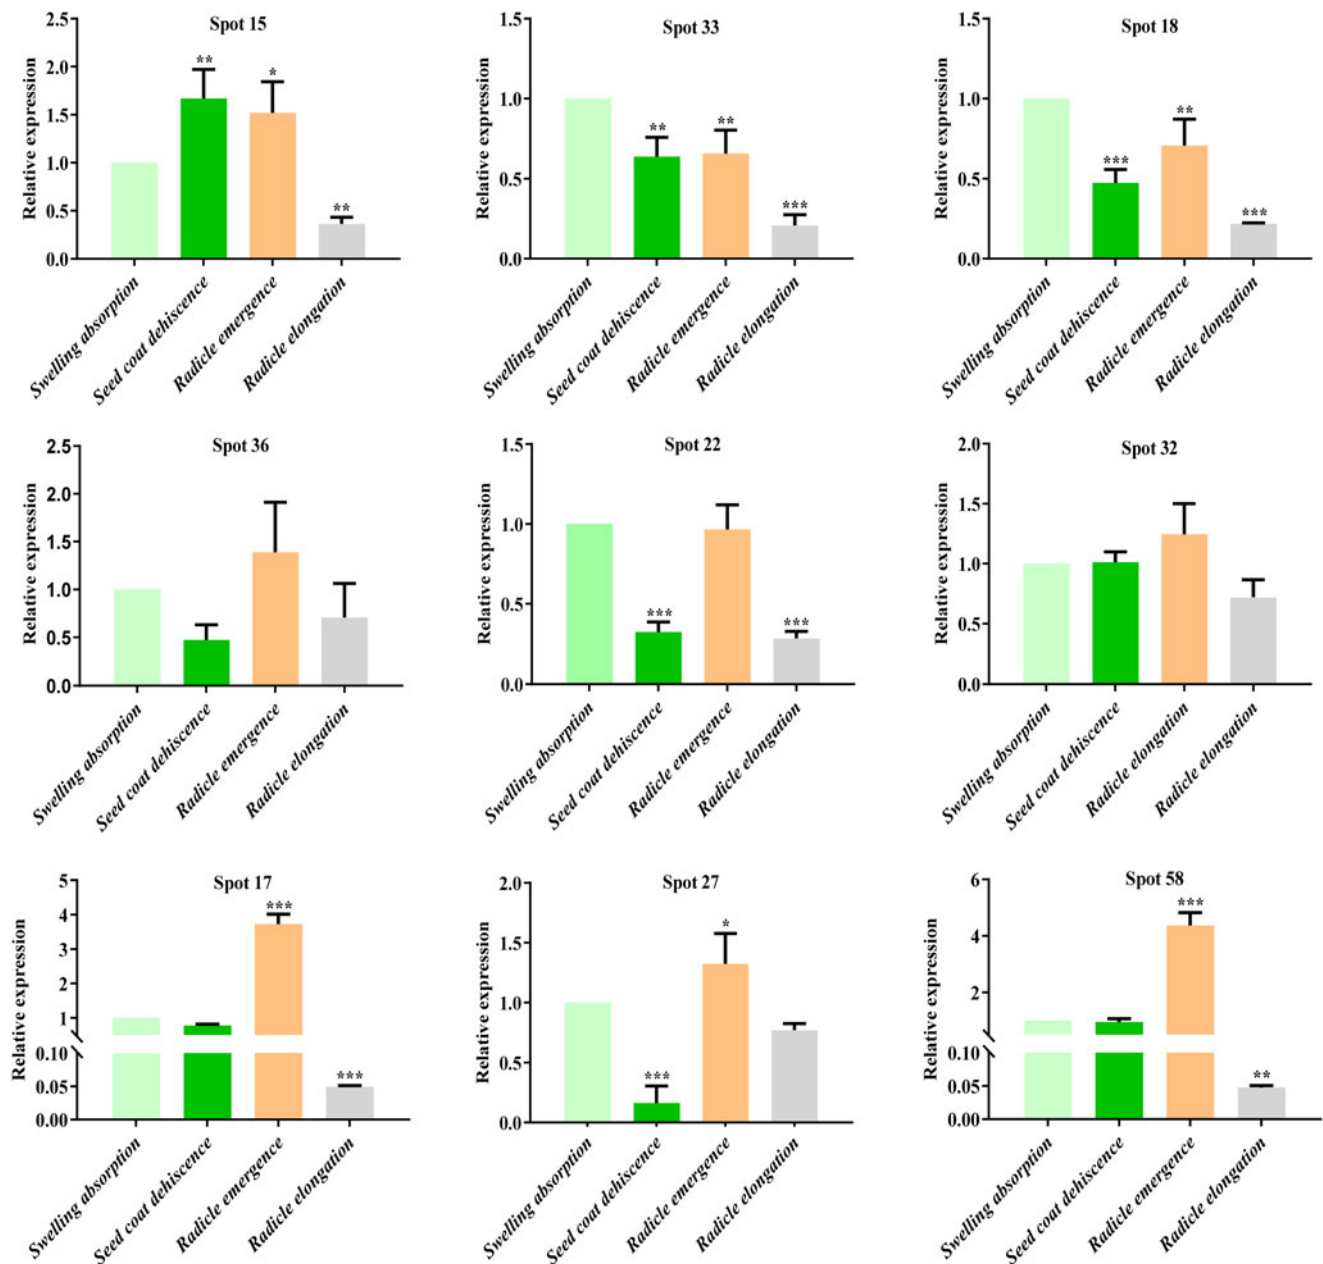 Spot 15
Relative expression
2.5
2.0
1.5
1.0
0.5
0.0
**
*
**
Swelling absorption
Seed coat dehiscence
Radicle emergence
Radicle elongation
Spot 33
Relative expression
1.5
1.0
0.5
0.0
**
**
***
Swelling absorption
Seed coat dehiscence
Radicle emergence
Radicle elongation
Spot 18
Relative expression
1.5
1.0
0.5
0.0
***
**
***
Swelling absorption
Seed coat dehiscence
Radicle emergence
Radicle elongation
Spot 36
Relative expression
2.5
2.0
1.5
1.0
0.5
0.0
Swelling absorption
Seed coat dehiscence
Radicle emergence
Radicle elongation
Spot 22
Relative expression
1.5
1.0
0.5
0.0
***
***
Swelling absorption
Seed coat dehiscence
Radicle emergence
Radicle elongation
Spot 32
Relative expression
2.0
1.5
1.0
0.5
0.0
Swelling absorption
Seed coat dehiscence
Radicle elongation
Radicle elongation
Spot 17
Relative expression
5
4
3
2
1
0.10
0.05
0.00
***
***
Swelling absorption
Seed coat dehiscence
Radicle emergence
Radicle elongation
Spot 27
Relative expression
2.0
1.5
1.0
0.5
0.0
***
*
Swelling absorption
Seed coat dehiscence
Radicle emergence
Radicle elongation
Spot 58
Relative expression
6
4
2
0.10
0.05
0.00
***
**
Swelling absorption
Seed coat dehiscence
Radicle emergence
Radicle elongation